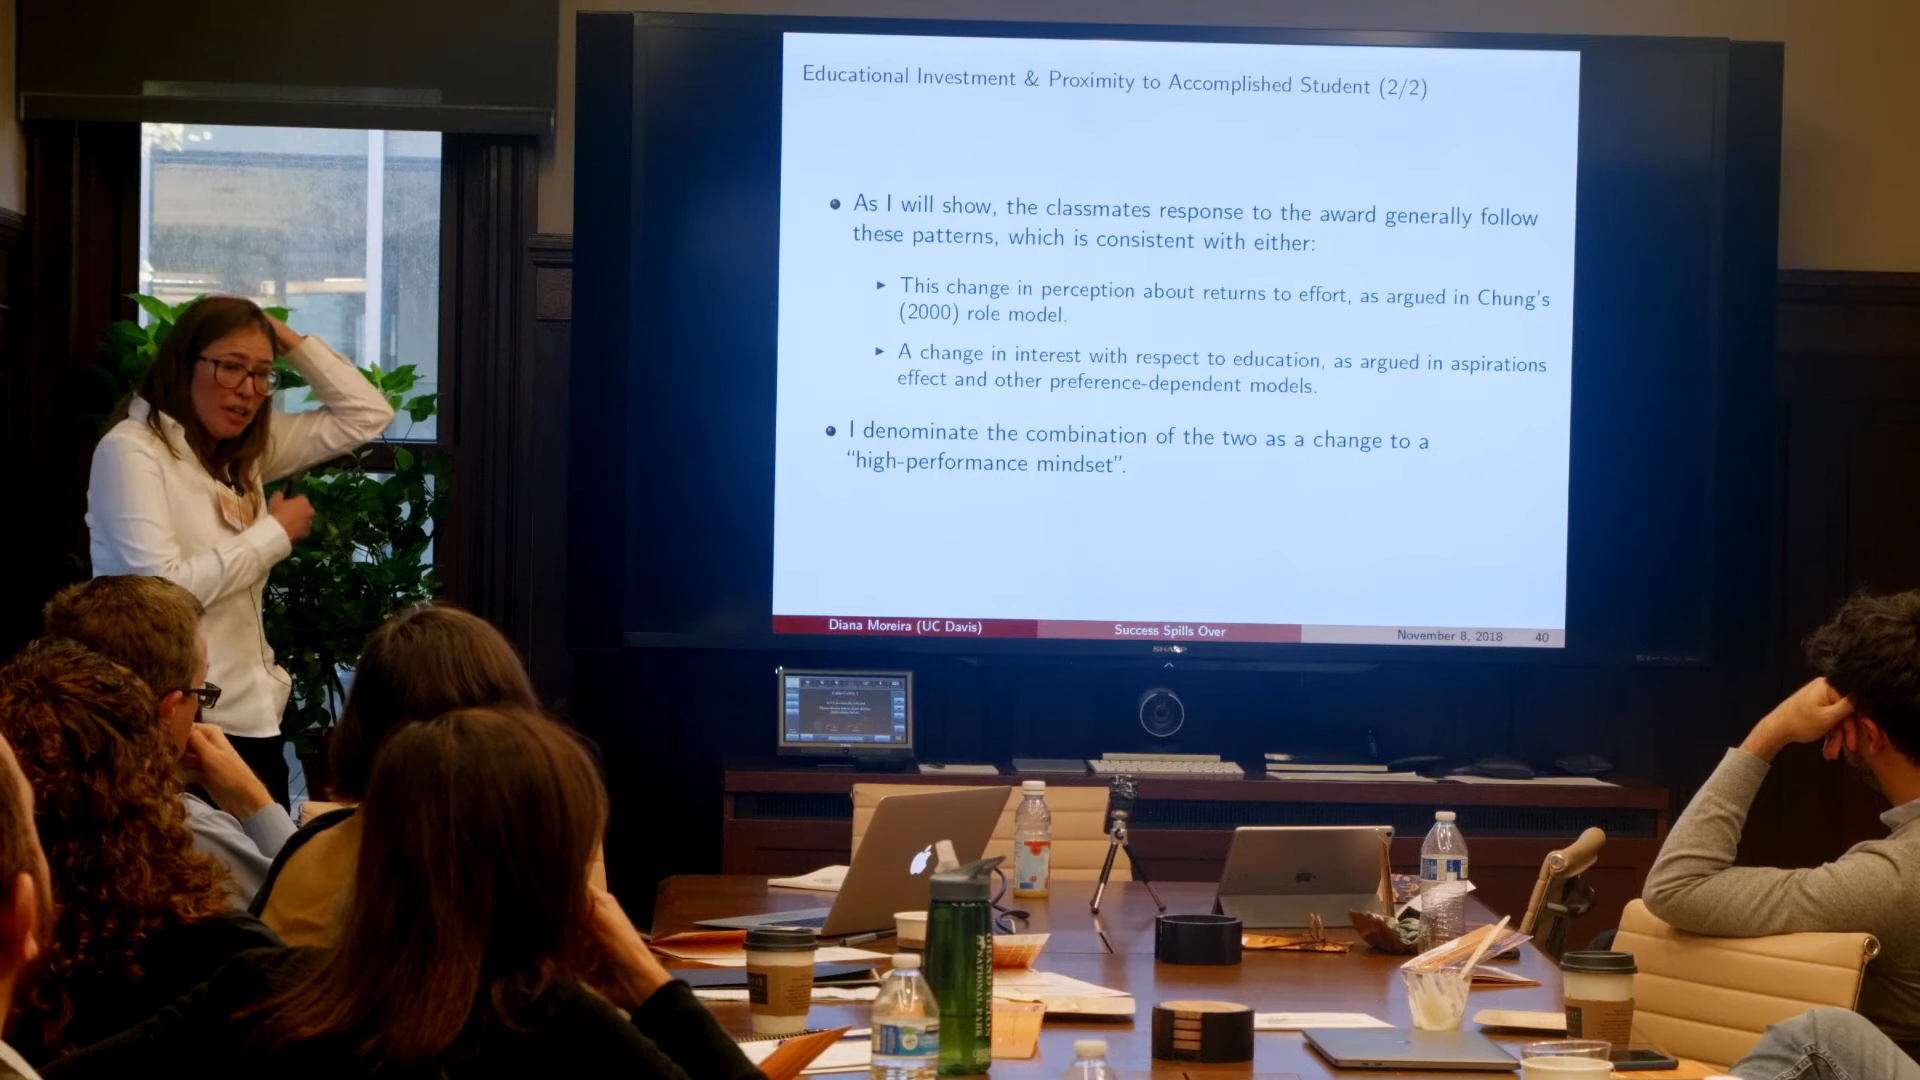 Educational Investment & Proximity to Accomplished Student (2/2)
As I will show, the classmates response to the award generally follow
these patterns, which is consistent with either:
This change in perception about returns to effort, as argued in Chung's
(2000) role model.
A change in interest with respect to education, as argued in aspirations
effect and other preference-dependent models.
I denominate the combination of the two as a change to a
"high-performance mindset".
Diana Moreira (UC Davis)
Success Spills Over
November 8, 2018
40
SHARP
NATIONAL PARK